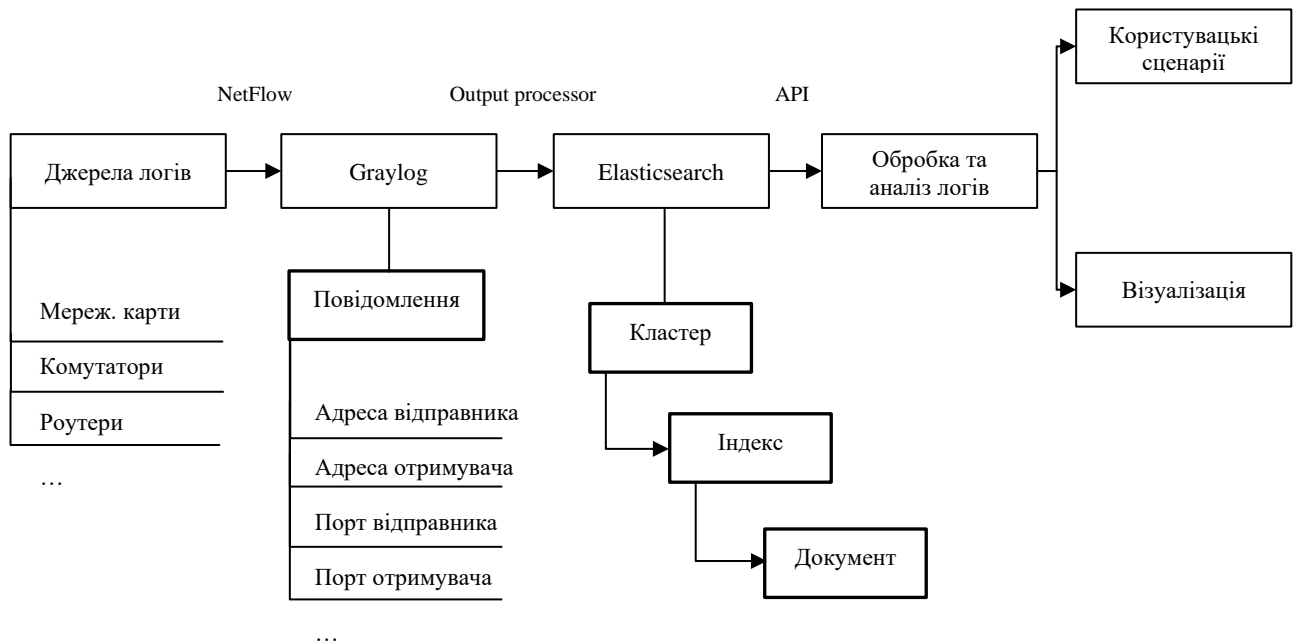 Користувацькі
сценарії
NetFlow
Output processor
API
Джерела логів
Graylog
Elasticsearch
Обробка та
аналіз логів
Повідомлення
Візуалізація
Мереж. карти
Кластер
Комутатори
Роутери
Адреса відправника
Індекс
Адреса отримувача
…
Порт відправника
Документ
Порт отримувача
…